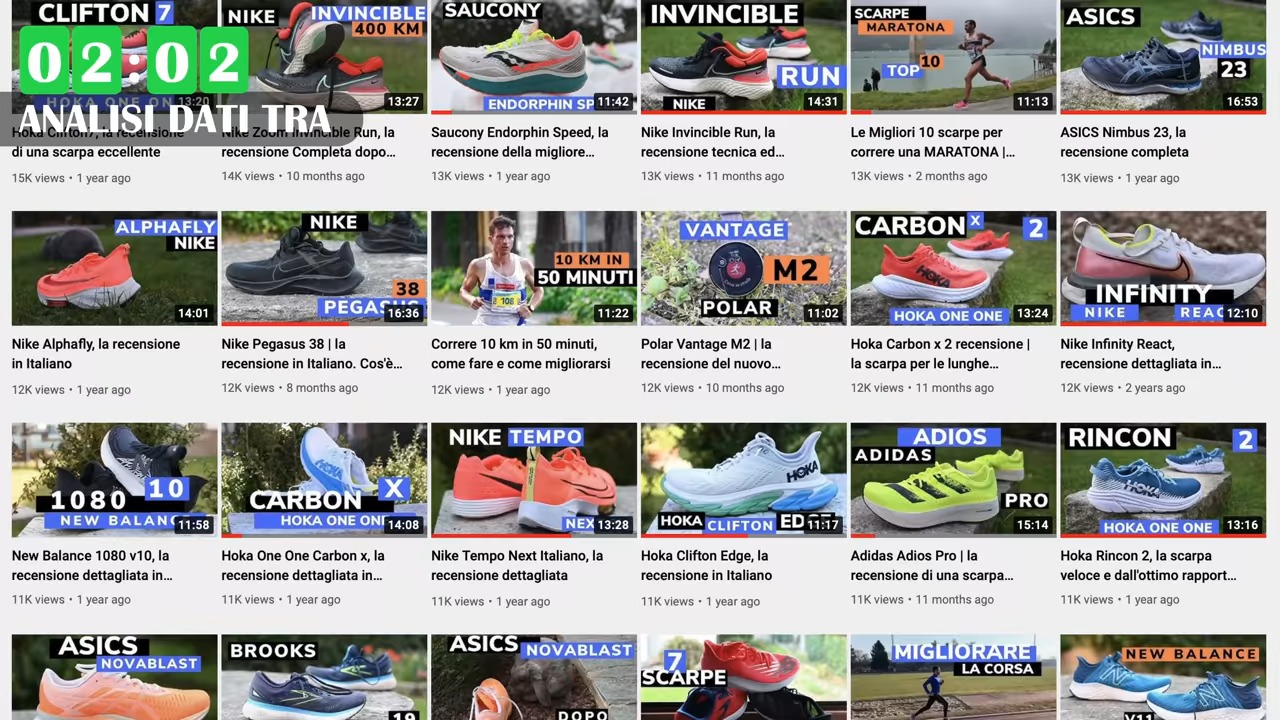 02:02
ANALISI DATI TRA
CLIFTON 7
HOKA ONE ON
13:20
Hoka Clifton7, la recensione
di una scarpa eccellente
15K views • 1 year ago
NIKE
INVINCIBLE
400 KM
13:27
Nike Zoom Invincible Run, la
recensione Completa dopo...
14K views • 10 months ago
SAUCONY
ENDORPHIN SP
11:42
Saucony Endorphin Speed, la
recensione della migliore...
13K views • 1 year ago
INVINCIBLE
RUN
NIKE
14:31
Nike Invincible Run, la
recensione tecnica ed...
13K views • 11 months ago
SCARPE
MARATONA
10
TOP
11:13
Le Migliori 10 scarpe per
correre una MARATONA |...
13K views • 2 months ago
ASICS
NIMBUS
23
16:53
ASICS Nimbus 23, la
recensione completa
13K views • 1 year ago
ALPHAFLY
NIKE
14:01
Nike Alphafly, la recensione
in Italiano
12K views • 1 year ago
NIKE
38
PEGASUS
16:36
Nike Pegasus 38 | la
recensione in Italiano. Cos'è...
12K views • 8 months ago
10 KM IN
50 MINUTI
108
11:22
Correre 10 km in 50 minuti,
come fare e come migliorarsi
12K views • 1 year ago
VANTAGE
M2
POLAR
11:02
Polar Vantage M2 | la
recensione del nuovo...
12K views • 10 months ago
CARBON X 2
HOKA
HOKA ONE ONE
13:24
Hoka Carbon x 2 recensione |
la scarpa per le lunghe...
12K views • 11 months ago
INFINITY
NIKE REAC
12:10
Nike Infinity React,
recensione dettagliata in...
12K views • 2 years ago
1080 10
NEW BALANC
11:58
New Balance 1080 v10, la
recensione dettagliata in...
11K views • 1 year ago
CARBON X
HOKA ONE ONE
14:08
Hoka One One Carbon x, la
recensione dettagliata in...
11K views • 1 year ago
NIKE TEMPO
NEX
13:28
Nike Tempo Next Italiano, la
recensione dettagliata
11K views • 1 year ago
HOKA
HOKA CLIFTON EDGE
11:17
Hoka Clifton Edge, la
recensione in Italiano
11K views • 1 year ago
ADIOS
ADIDAS
PRO
15:14
Adidas Adios Pro | la
recensione di una scarpa...
11K views • 11 months ago
RINCON 2
HOKA
HOKA ONE ONE
13:16
Hoka Rincon 2, la scarpa
veloce e dall'ottimo rapport...
11K views • 1 year ago
ASICS
NOVABLAST
BROOKS
19
ASICS NOVABLAST
DOPO
7
SCARPE
MIGLIORARE
LA CORSA
NEW BALANCE
V11